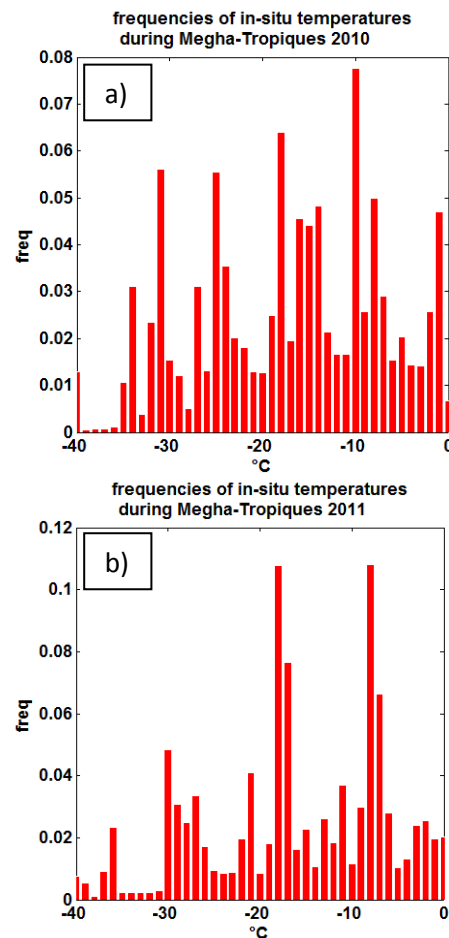 frequencies of in-situ temperatures
during Megha-Tropiques 2010
0.08
a)
0.07
0.06
0.05
freq
0.04
0.03
0.02
0.01
0
-40 -30 -20 -10 0
°C
frequencies of in-situ temperatures
during Megha-Tropiques 2011
0.12
b)
0.1
0.08
freq
0.06
0.04
0.02
0
-40 -30 -20 -10 0
°C